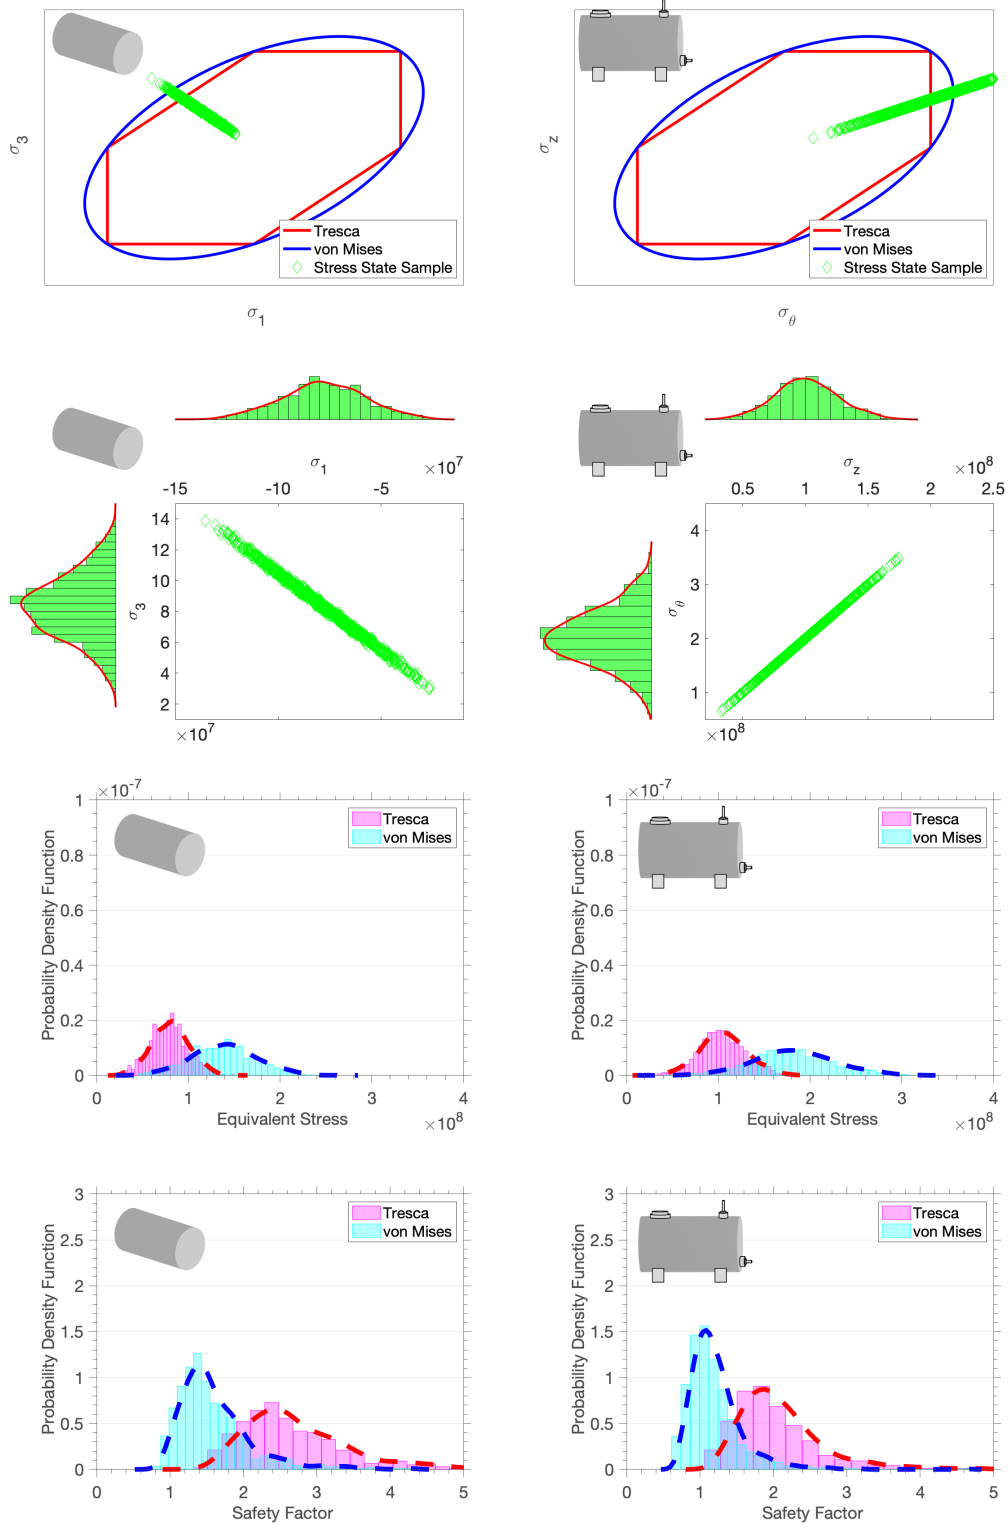 σ3
Tresca
von Mises
Stress State Sample
σ1
σz
Tresca
von Mises
Stress State Sample
σθ
σ1
×10^7
-15 -10 -5
14
12
10
8
6
4
2
σ3
×10^7
σz
×10^8
0.5 1 2 2.5
4
3
2
1
σθ
×10^8
×10^-7
1
0.8
0.6
0.4
0.2
0
Probability Density Function
Tresca
von Mises
0 1 2 3 4
Equivalent Stress
×10^8
×10^-7
1
0.8
0.6
0.4
0.2
0
Probability Density Function
Tresca
von Mises
0 1 2 3 4
Equivalent Stress
×10^8
3
2.5
2
1.5
1
0.5
0
Probability Density Function
Tresca
von Mises
0 1 2 3 4 5
Safety Factor
3
2.5
2
1.5
1
0.5
0
Probability Density Function
Tresca
von Mises
0 1 2 3 4 5
Safety Factor